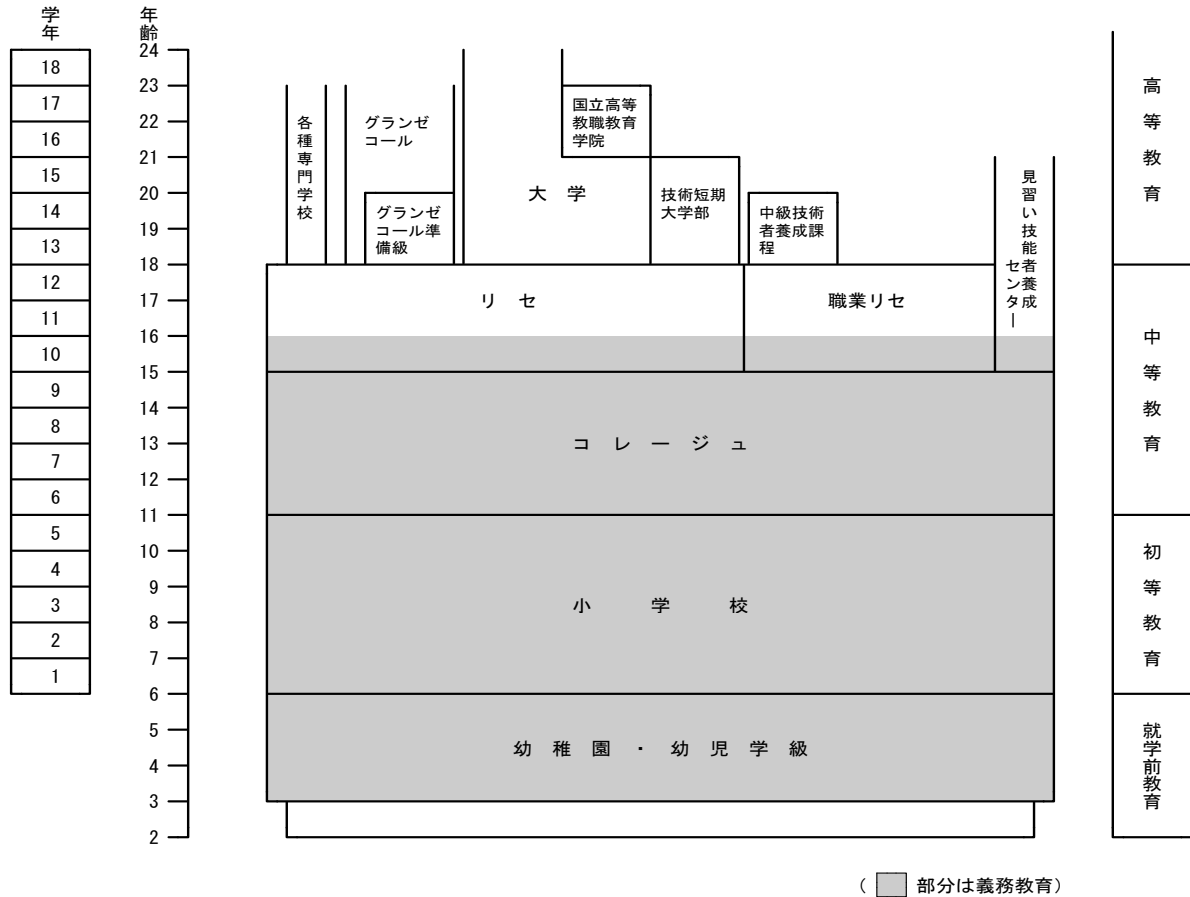 学年
年齢
18
17
16
15
14
13
12
11
10
9
8
7
6
5
4
3
2
1
24
23
22
21
20
19
18
17
16
15
14
13
12
11
10
9
8
7
6
5
4
3
2
各種専門学校
グランゼ
コール
グランゼ
コール準
備級
大学
国立高等
教職教育
学院
技術短期
大学部
中級技術
者養成課
程
見習い技能者養成
センター
リセ
職業リセ
コレージュ
小学校
幼稚園・幼児学級
高等教育
中等教育
初等教育
就学前教育
( 部分は義務教育)